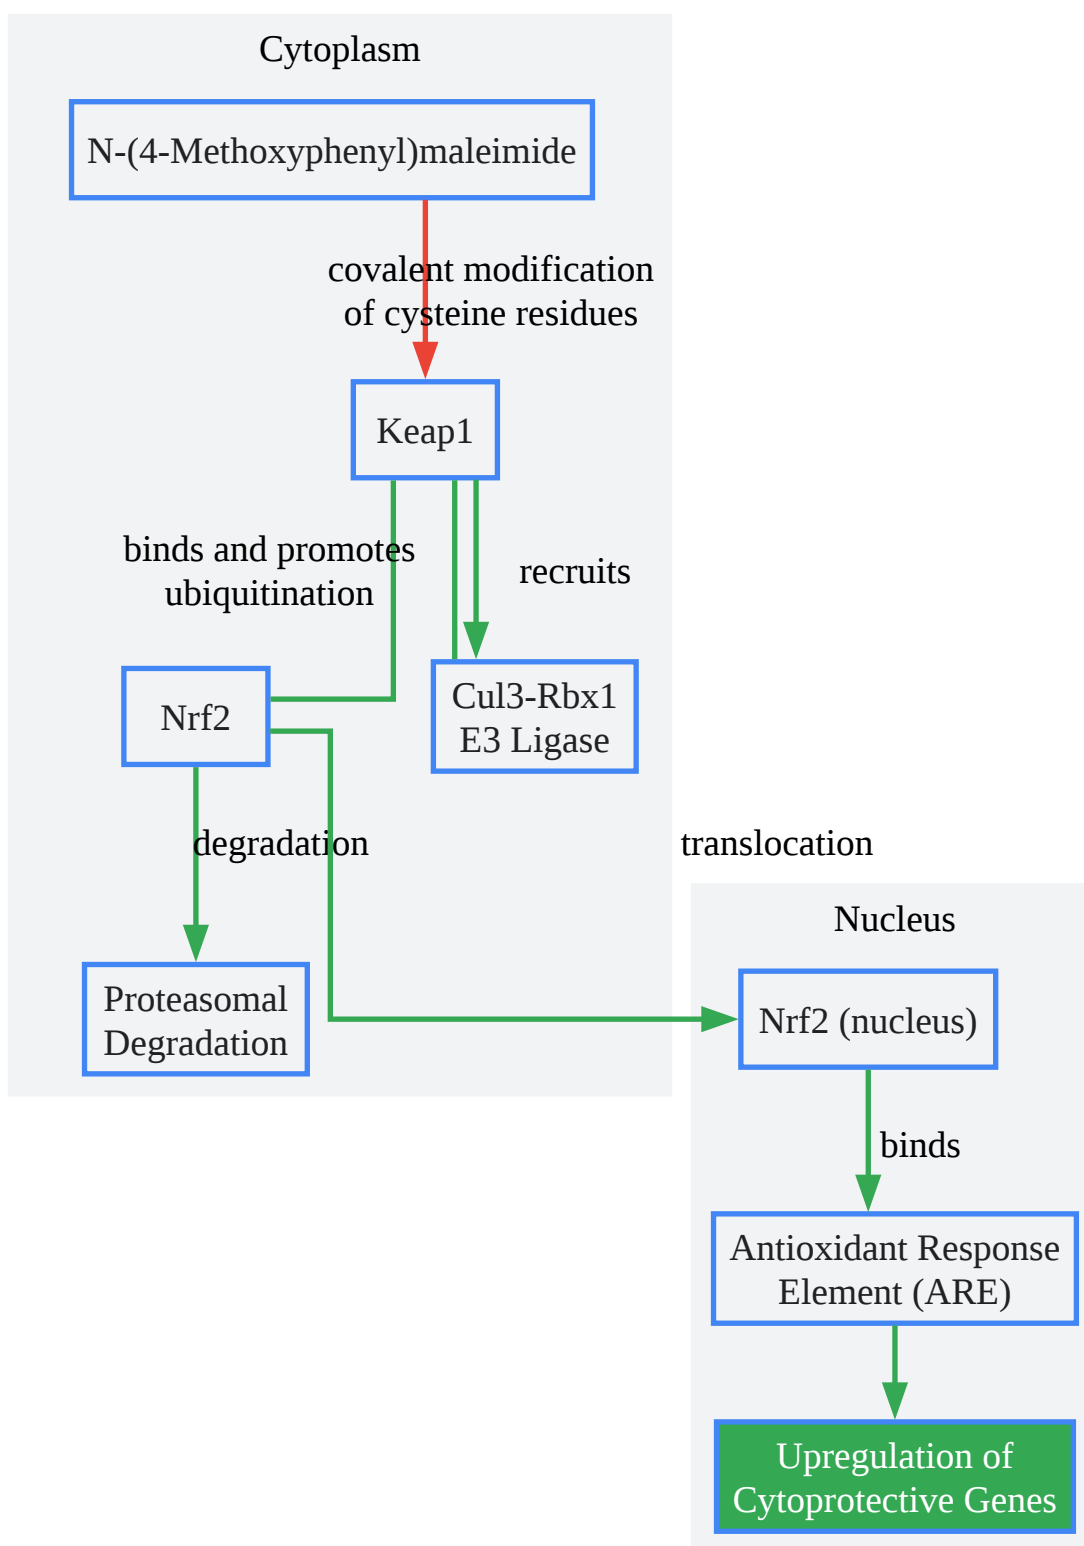 Cytoplasm
N-(4-Methoxyphenyl)maleimide
covalent modification
of cysteine residues
Keap1
binds and promotes
ubiquitination
recruits
Nrf2
Cul3-Rbx1
E3 Ligase
degradation
translocation
Nucleus
Proteasomal
Degradation
Nrf2 (nucleus)
binds
Antioxidant Response
Element (ARE)
Upregulation of
Cytoprotective Genes